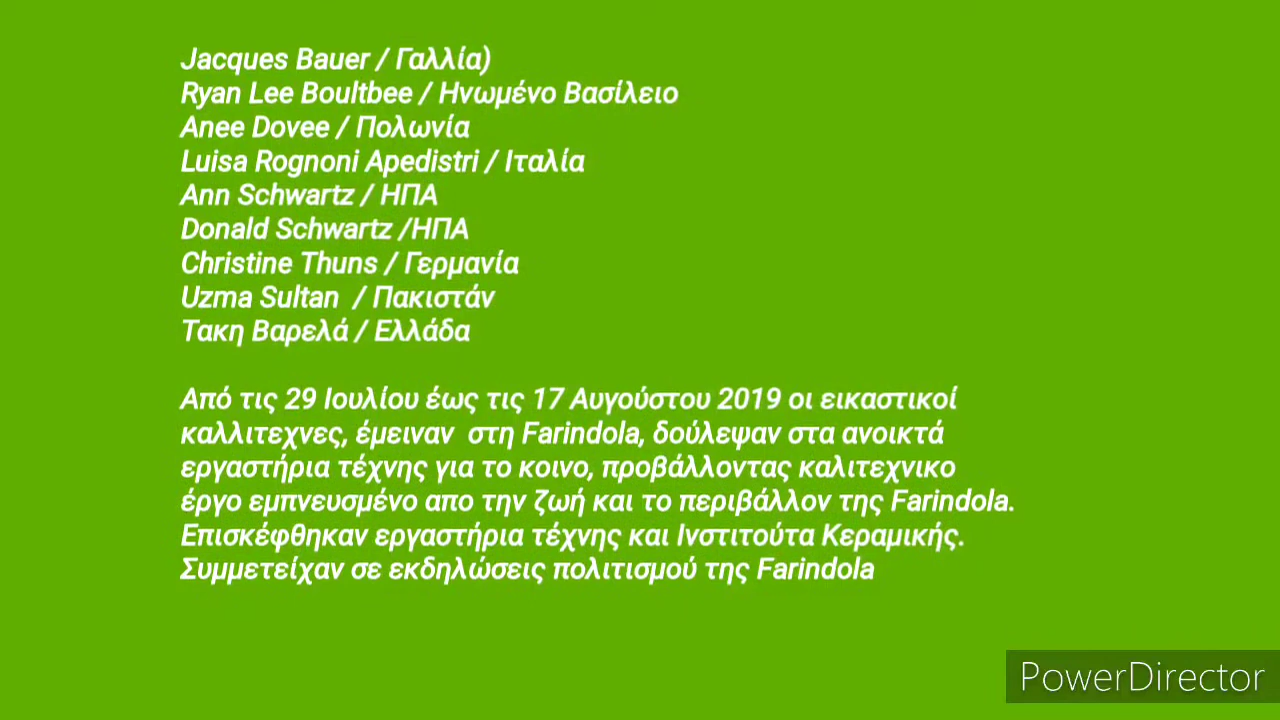 Jacques Bauer / Γαλλία)
Ryan Lee Boultbee / Ηνωμένο Βασίλειο
Anee Dovee / Πολωνία
Luisa Rognoni Apedistri / Ιταλία
Ann Schwartz / ΗΠΑ
Donald Schwartz /ΗΠΑ
Christine Thuns / Γερμανία
Uzma Sultan  / Πακιστάν
Τακη Βαρελά / Ελλάδα
Από τις 29 Ιουλίου έως τις 17 Αυγούστου 2019 οι εικαστικοί
καλλιτεχνες, έμειναν  στη Farindola, δούλεψαν στα ανοικτά
εργαστήρια τέχνης για το κοινο, προβάλλοντας καλιτεχνικο
έργο εμπνευσμένο απο την ζωή και το περιβάλλον της Farindola.
Επισκέφθηκαν εργαστήρια τέχνης και Ινστιτούτα Κεραμικής.
Συμμετείχαν σε εκδηλώσεις πολιτισμού της Farindola
PowerDirector